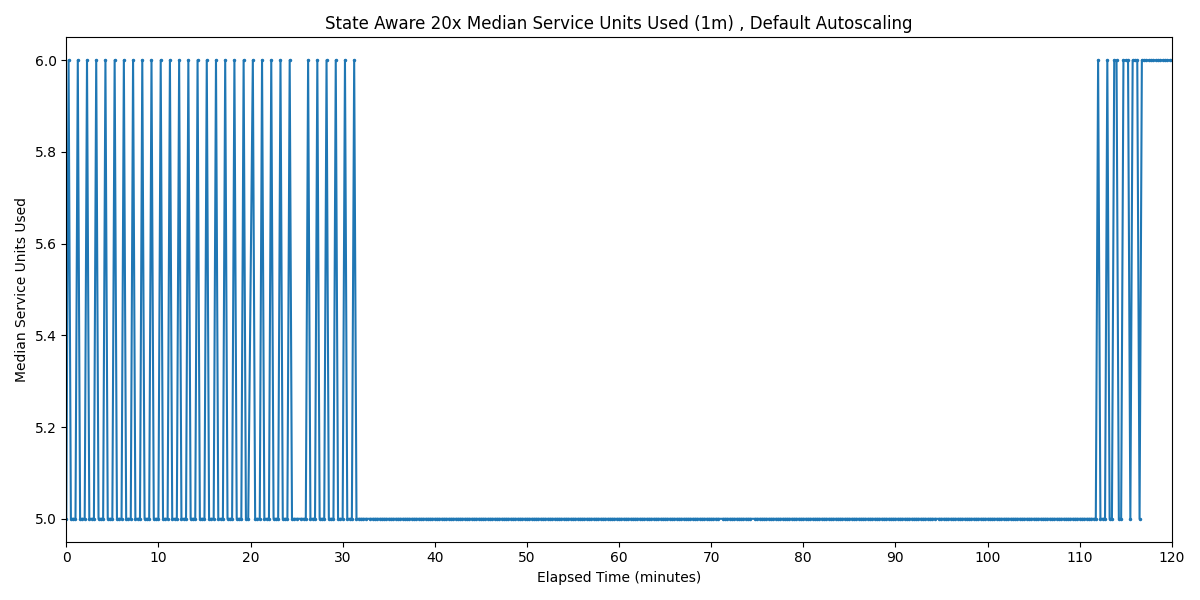 State Aware 20x Median Service Units Used (1m) , Default Autoscaling
Median Service Units Used
6.0
5.8
5.6
5.4
5.2
5.0
0 10 20 30 40 50 60 70 80 90 100 110 120
Elapsed Time (minutes)